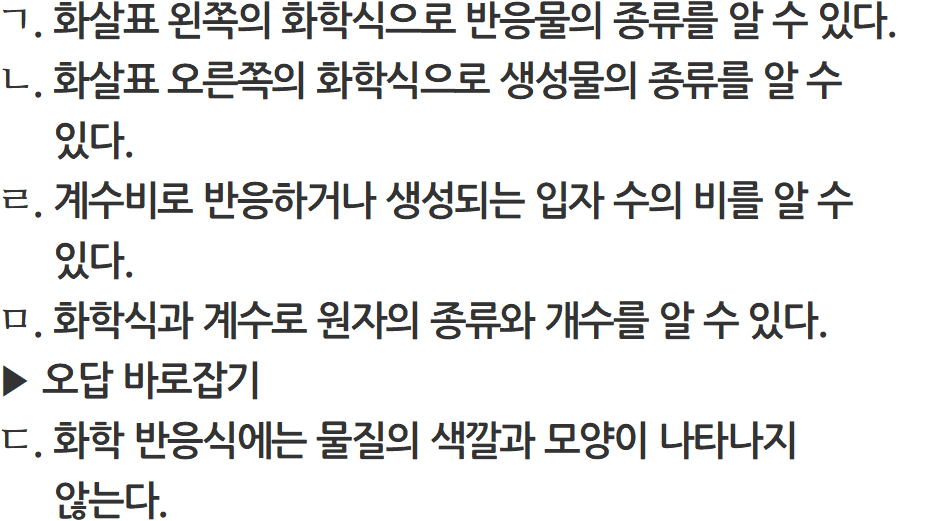 ㄱ. 화살표 왼쪽의 화학식으로 반응물의 종류를 알 수 있다.
ㄴ. 화살표 오른쪽의 화학식으로 생성물의 종류를 알 수
있다.
ㄹ. 계수비로 반응하거나 생성되는 입자 수의 비를 알 수
있다.
ㅁ. 화학식과 계수로 원자의 종류와 개수를 알 수 있다.
▶ 오답 바로잡기
ㄷ. 화학 반응식에는 물질의 색깔과 모양이 나타나지
않는다.